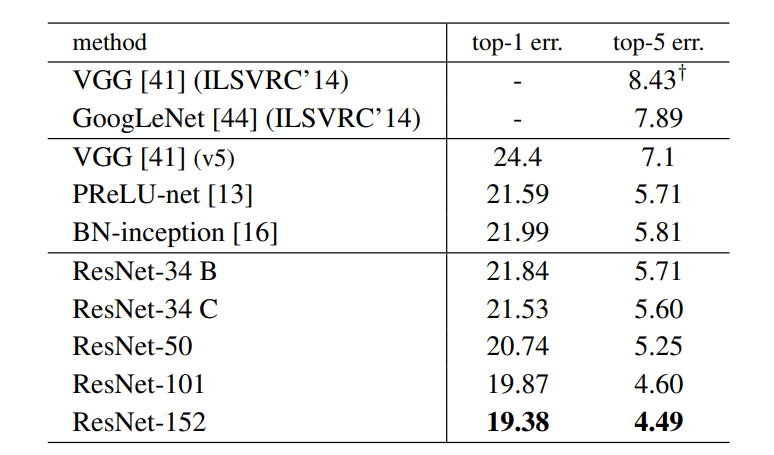 method top-1 err. top-5 err.
VGG [41] (ILSVRC’14) - 8.43†
GoogLeNet [44] (ILSVRC’14) - 7.89
VGG [41] (v5) 24.4 7.1
PReLU-net [13] 21.59 5.71
BN-inception [16] 21.99 5.81
ResNet-34 B 21.84 5.71
ResNet-34 C 21.53 5.60
ResNet-50 20.74 5.25
ResNet-101 19.87 4.60
ResNet-152 19.38 4.49